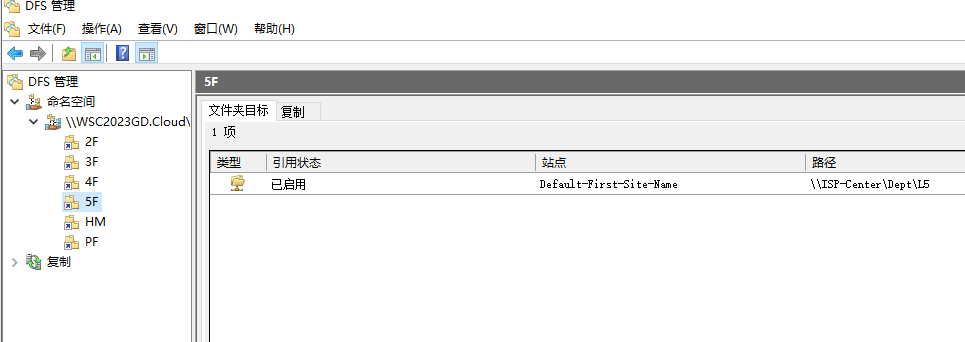 DFS 管理
文件(F) 操作(A) 查看(V) 窗口(W) 帮助(H)
DFS 管理
命名空间
\\WSC2023GD.Cloud\
2F
3F
4F
5F
HM
PF
复制
5F
文件夹目标 复制
1 项
类型 引用状态 站点 路径
已启用 Default-First-Site-Name \\ISP-Center\Dept\L5